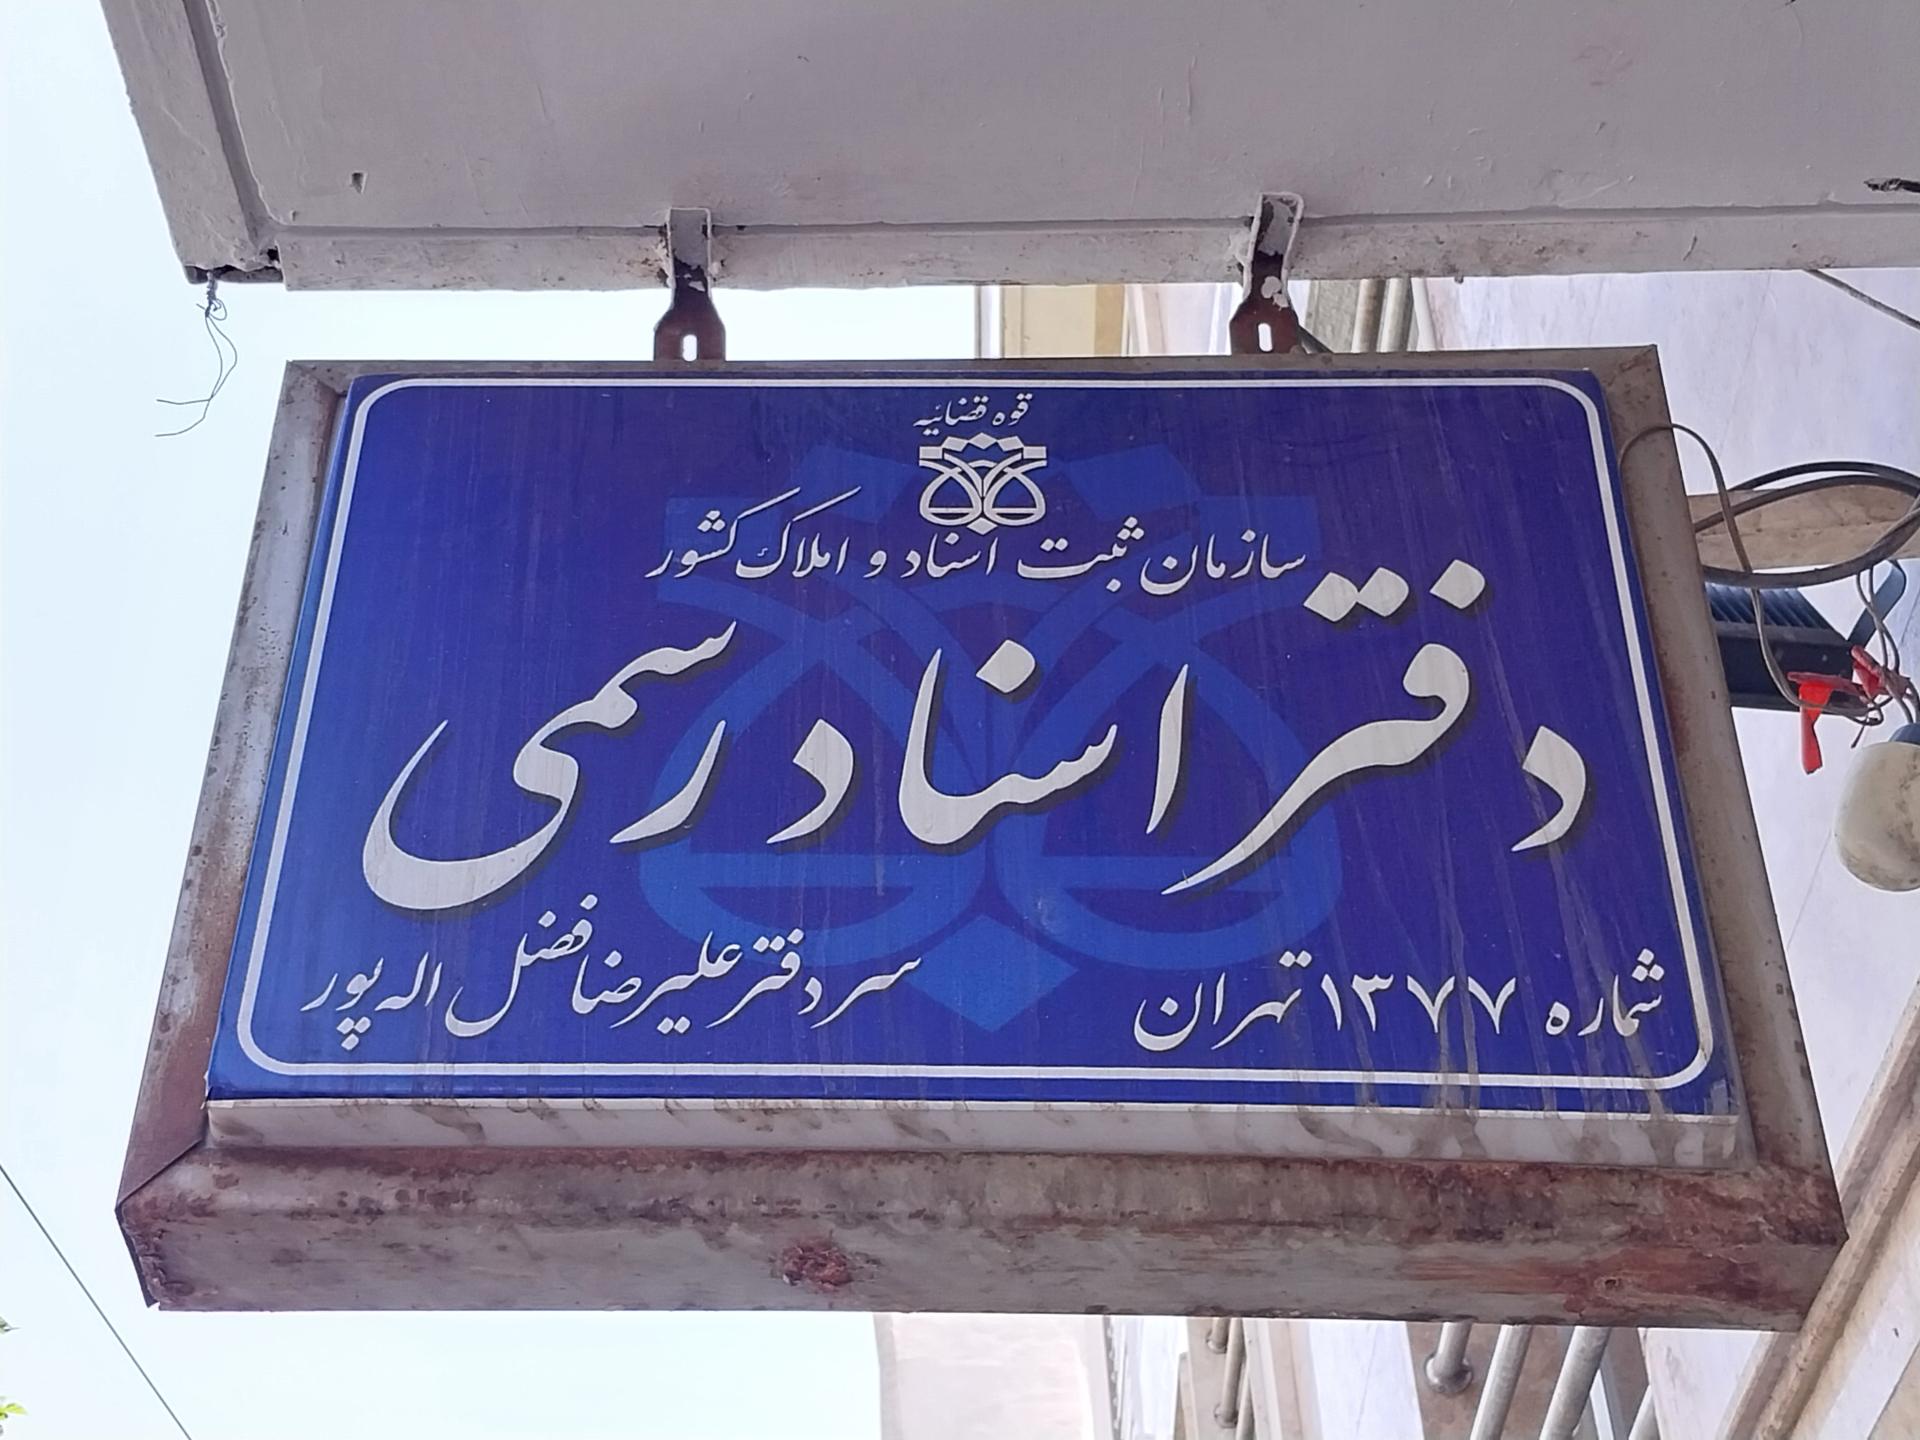 قوه قضائیه
سازمان ثبت اسناد و املاک کشور
دفتر اسناد رسمی
شماره ۱۳۷۷ تهران
سردفتر علیرضا فضل اله پور